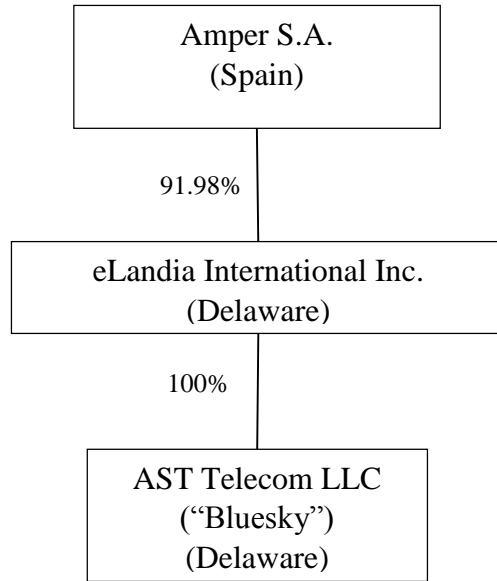 Amper S.A.
(Spain)
91.98%
eLandia International Inc.
(Delaware)
100%
AST Telecom LLC
(“Bluesky”)
(Delaware)